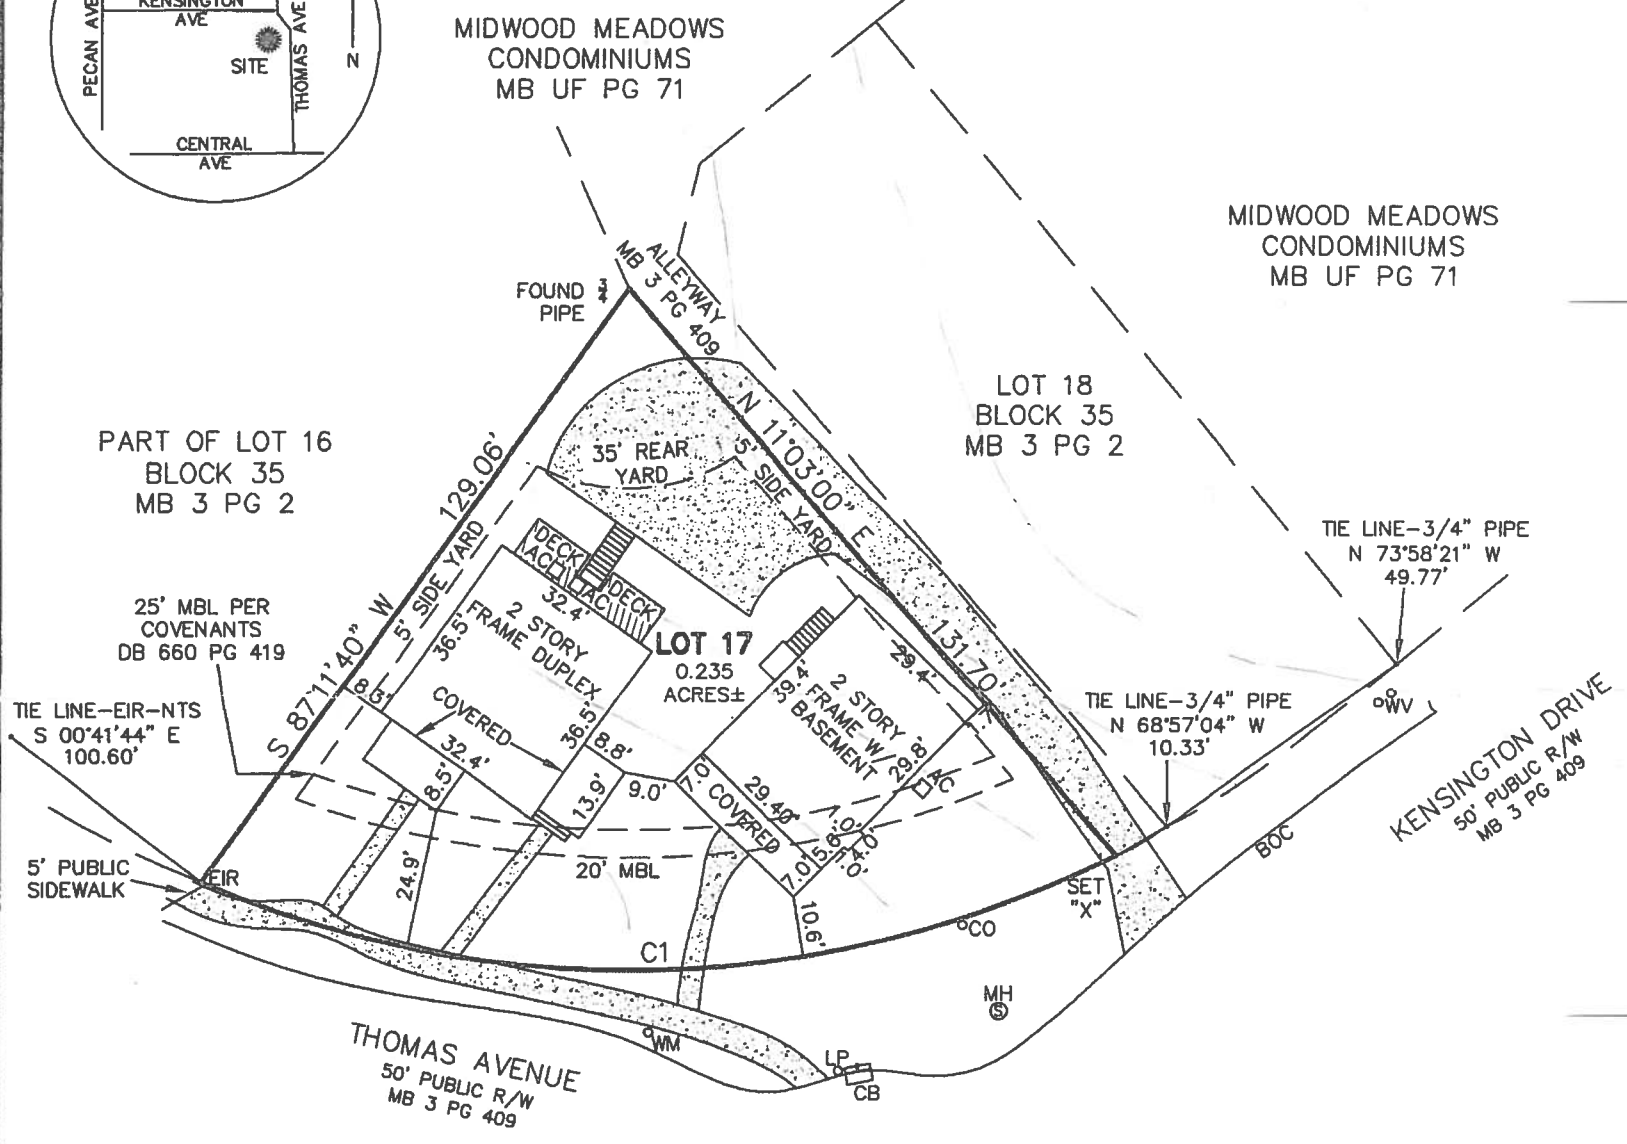 KENSINGTON
AVE
PECAN AVE
THOMAS AVE
SITE
N
CENTRAL
AVE
MIDWOOD MEADOWS
CONDOMINIUMS
MB UF PG 71
MIDWOOD MEADOWS
CONDOMINIUMS
MB UF PG 71
ALLEYWAY
MB 3 PG 409
FOUND 3/4
PIPE
LOT 18
BLOCK 35
MB 3 PG 2
PART OF LOT 16
BLOCK 35
MB 3 PG 2
35' REAR
YARD
N 11°03'00" E
131.70'
5' SIDE YARD
S 87°11'40" W
129.06'
5' SIDE YARD
TIE LINE-3/4" PIPE
N 73°58'21" W
49.77'
25' MBL PER
COVENANTS
DB 660 PG 419
DECK
AC
AC
DECK
32.4'
2 STORY
FRAME DUPLEX
36.5'
36.5'
LOT 17
0.235
ACRES±
8.3'
COVERED
32.4'
8.5'
8.8'
13.9'
9.0'
29.4'
39.4'
2 STORY
FRAME W/
BASEMENT
29.8'
AC
7.0'
29.40'
COVERED
7.0'
1.0'
5.6'
4.0'
5.0'
TIE LINE-EIR-NTS
S 00°41'44" E
100.60'
TIE LINE-3/4" PIPE
N 68°57'04" W
10.33'
WV
KENSINGTON DRIVE
50' PUBLIC R/W
MB 3 PG 409
BOC
5' PUBLIC
SIDEWALK
EIR
24.9'
20' MBL
10.6'
SET
"X"
CO
C1
MH
S
WM
LP
CB
THOMAS AVENUE
50' PUBLIC R/W
MB 3 PG 409